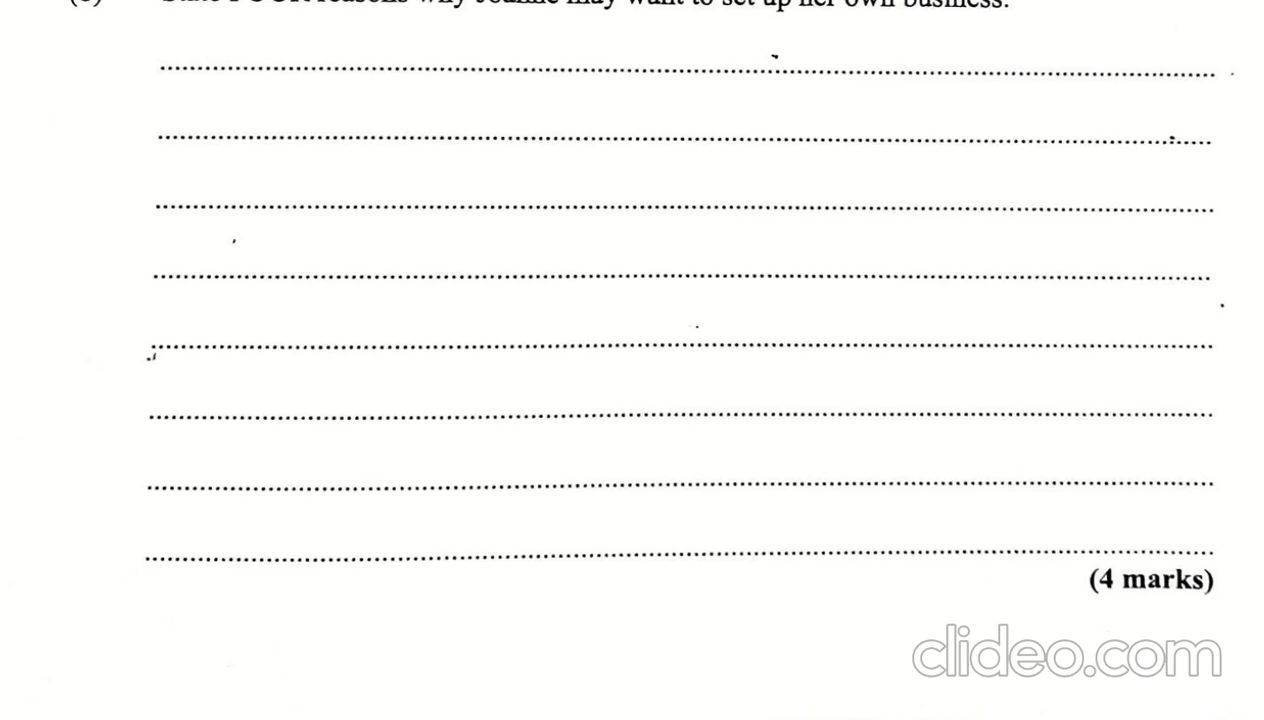 State FOUR reasons why Joanne may want to set up her own business.
(4 marks)
clideo.com